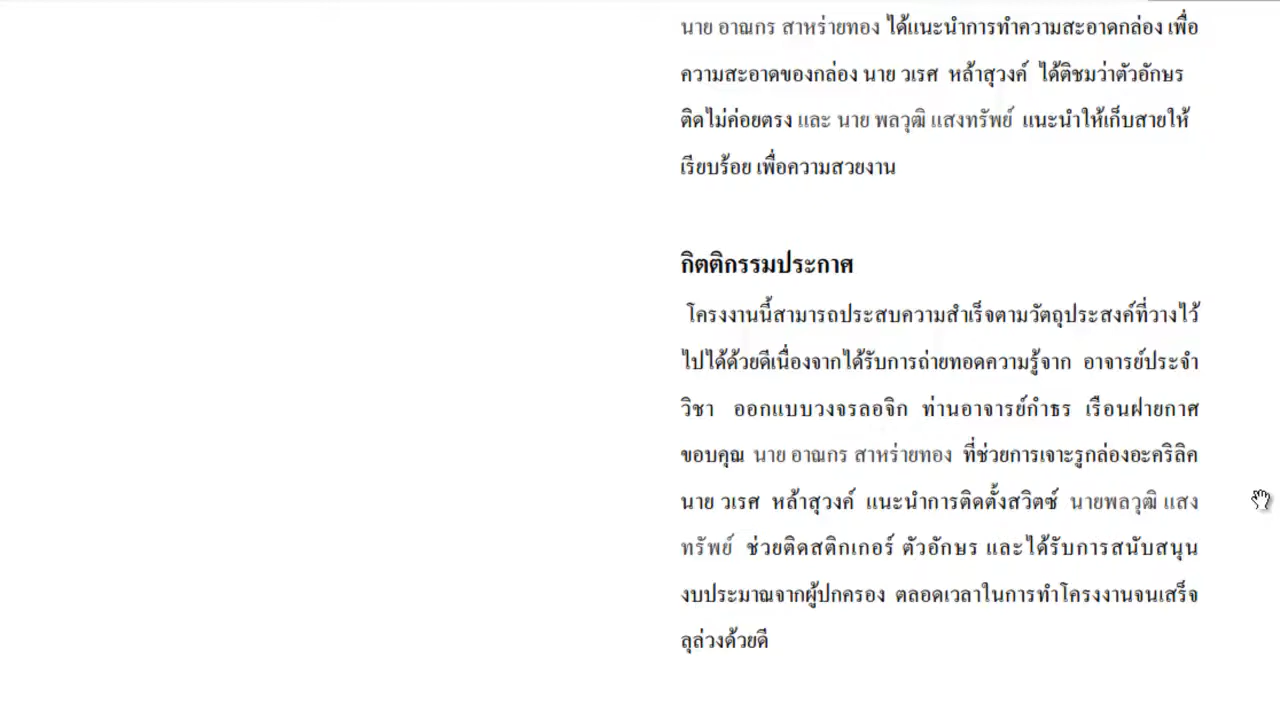 นาย อาณกร สาหร่ายทอง ได้แนะนำการทำความสะอาดกล่อง เพื่อ
ความสะอาดของกล่อง นาย วเรศ หล้าสุวงค์ ได้ติชมว่าตัวอักษร
ติดไม่ค่อยตรง และ นาย พลวุฒิ แสงทรัพย์ แนะนำให้เก็บสายให้
เรียบร้อย เพื่อความสวยงาน
กิตติกรรมประกาศ
โครงงานนี้สามารถประสบความสำเร็จตามวัตถุประสงค์ที่วางไว้
ไปได้ด้วยดีเนื่องจากได้รับการถ่ายทอดความรู้จาก อาจารย์ประจำ
วิชา ออกแบบวงจรลอจิก ท่านอาจารย์กำธร เรือนฝายกาศ
ขอบคุณ นาย อาณกร สาหร่ายทอง ที่ช่วยการเจาะรูกล่องอะคริลิค
นาย วเรศ หล้าสุวงค์ แนะนำการติดตั้งสวิตซ์ นายพลวุฒิ แสง
ทรัพย์ ช่วยติดสติกเกอร์ ตัวอักษร และได้รับการสนับสนุน
งบประมาณจากผู้ปกครอง ตลอดเวลาในการทำโครงงานจนเสร็จ
ลุล่วงด้วยดี